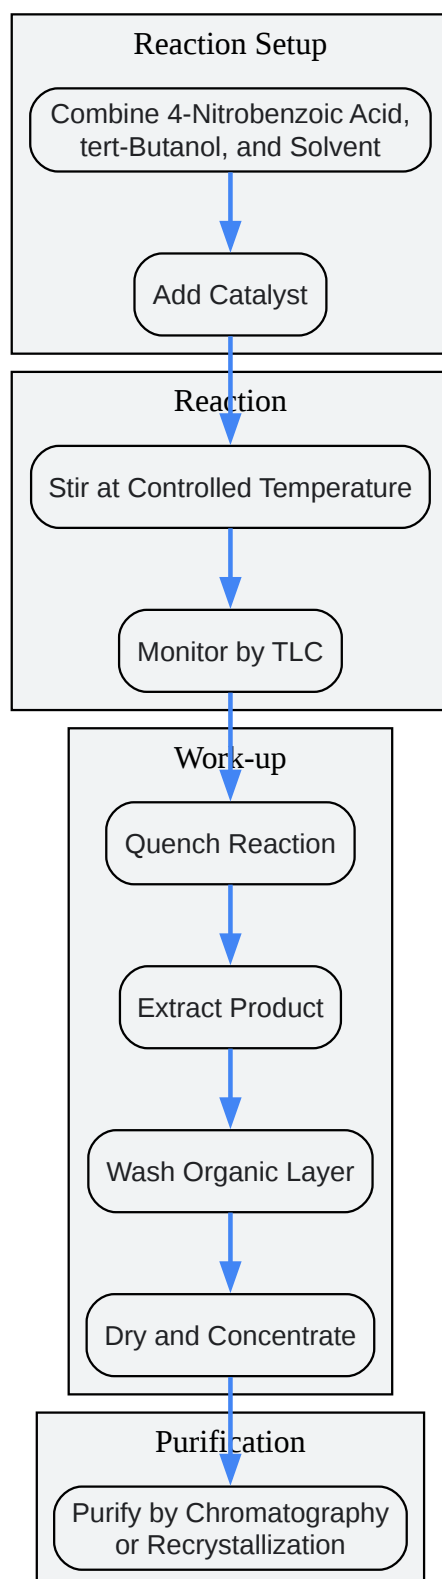 Reaction Setup
Combine 4-Nitrobenzoic Acid,
tert-Butanol, and Solvent
Add Catalyst
Reaction
Stir at Controlled Temperature
Monitor by TLC
Work-up
Quench Reaction
Extract Product
Wash Organic Layer
Dry and Concentrate
Purification
Purify by Chromatography
or Recrystallization